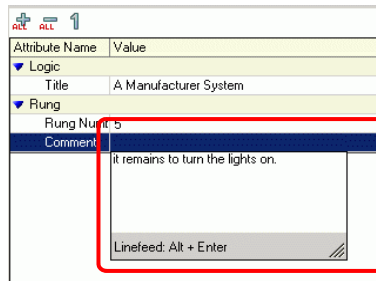 ALL ALL 1
Attribute Name Value
Logic
Title A Manufacturer System
Rung
Rung Num 5
Comment
it remains to turn the lights on.
Linefeed: Alt + Enter